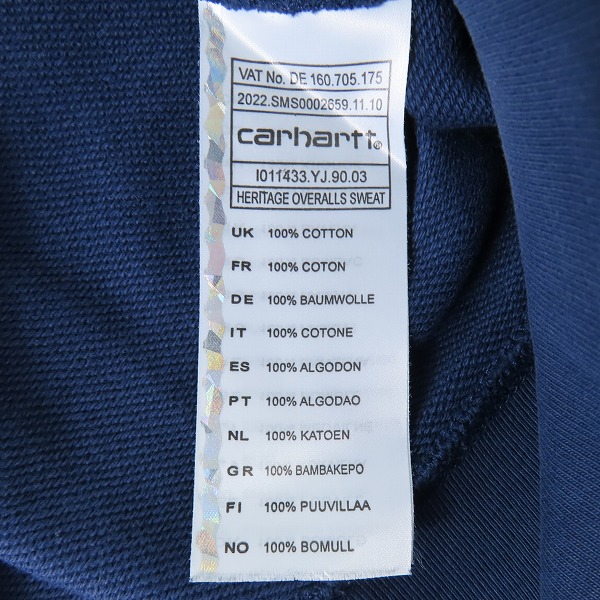 VAT No. DE 160.705.175
2022.SMS0002659.11.10
carhartt®
I011433.YJ.90.03
HERITAGE OVERALLS SWEAT
UK 100% COTTON
FR 100% COTON
DE 100% BAUMWOLLE
IT 100% COTONE
ES 100% ALGODON
PT 100% ALGODAO
NL 100% KATOEN
GR 100% BAMBAKEPO
FI 100% PUUVILLAA
NO 100% BOMULL